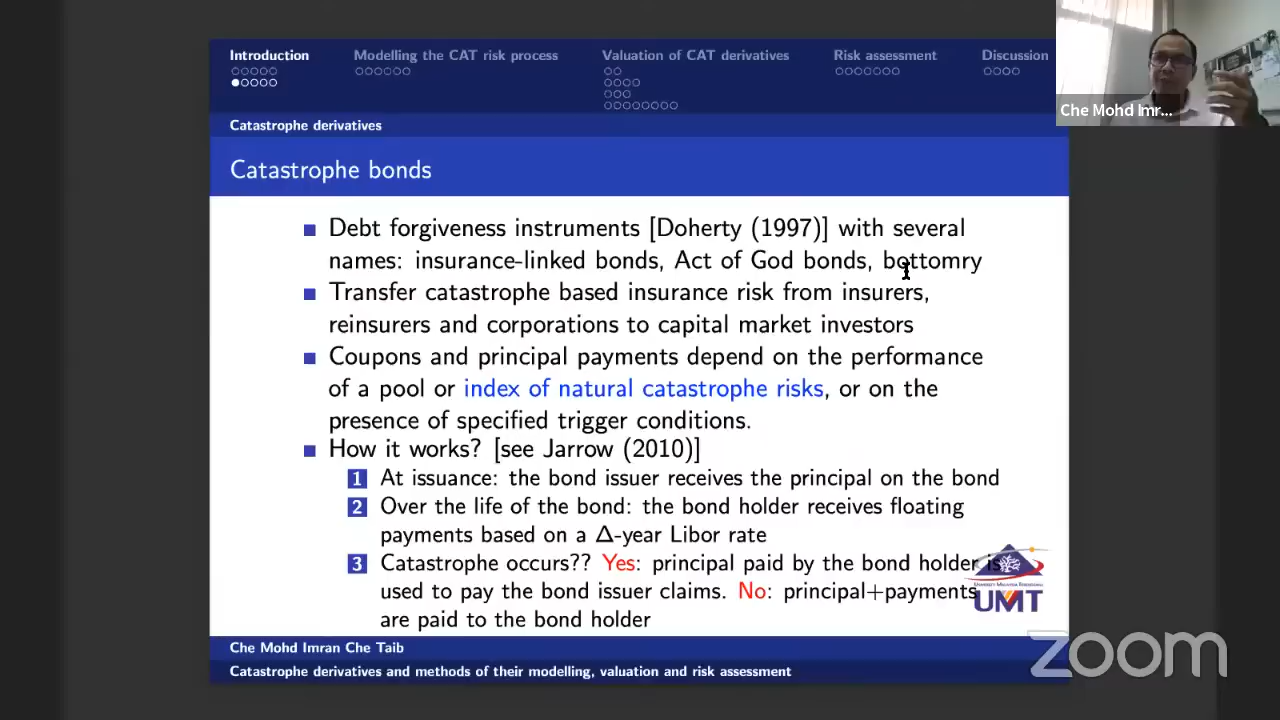 Introduction
Modelling the CAT risk process
Valuation of CAT derivatives
Risk assessment
Discussion
Che Mohd Imr...
Catastrophe derivatives
Catastrophe bonds
Debt forgiveness instruments [Doherty (1997)] with several
names: insurance-linked bonds, Act of God bonds, bottomry
Transfer catastrophe based insurance risk from insurers,
reinsurers and corporations to capital market investors
Coupons and principal payments depend on the performance
of a pool or index of natural catastrophe risks, or on the
presence of specified trigger conditions.
How it works? [see Jarrow (2010)]
1 At issuance: the bond issuer receives the principal on the bond
2 Over the life of the bond: the bond holder receives floating
payments based on a Δ-year Libor rate
3 Catastrophe occurs?? Yes: principal paid by the bond holder is
used to pay the bond issuer claims. No: principal+payments
are paid to the bond holder
UMT
Che Mohd Imran Che Taib
Catastrophe derivatives and methods of their modelling, valuation and risk assessment
zoom